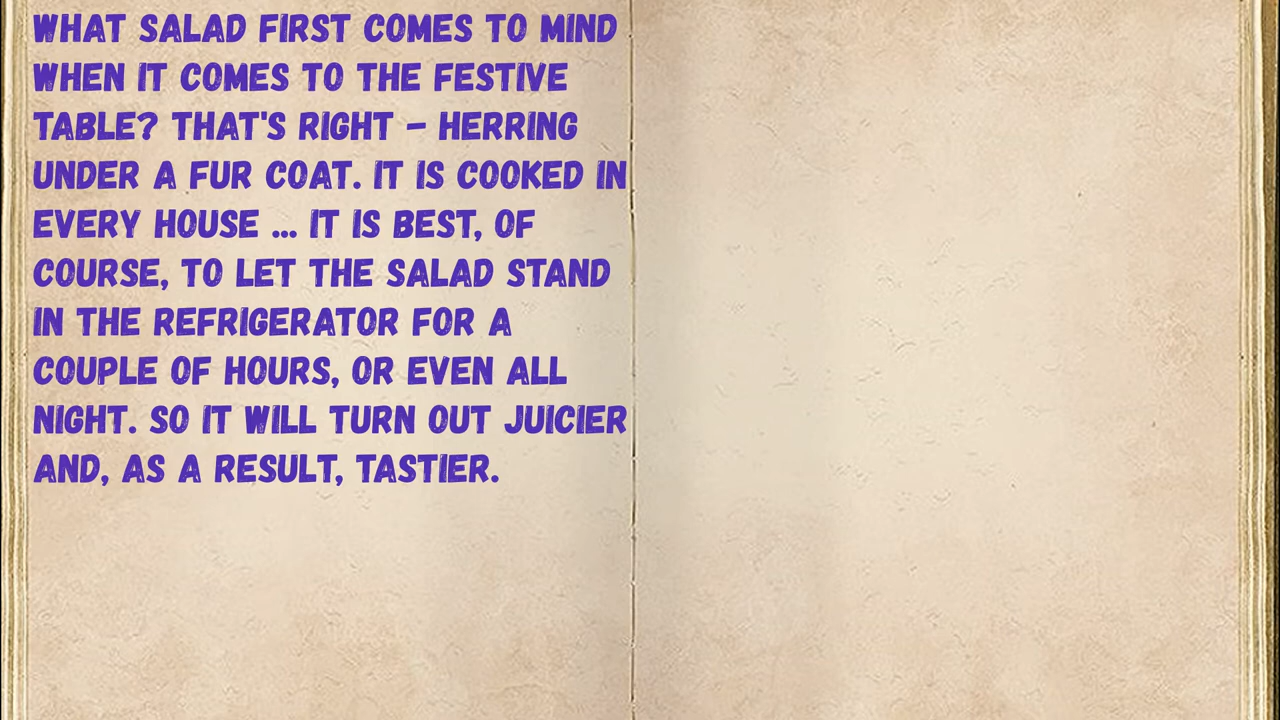 WHAT SALAD FIRST COMES TO MIND
WHEN IT COMES TO THE FESTIVE
TABLE? THAT'S RIGHT - HERRING
UNDER A FUR COAT. IT IS COOKED IN
EVERY HOUSE ... IT IS BEST, OF
COURSE, TO LET THE SALAD STAND
IN THE REFRIGERATOR FOR A
COUPLE OF HOURS, OR EVEN ALL
NIGHT. SO IT WILL TURN OUT JUICIER
AND, AS A RESULT, TASTIER.